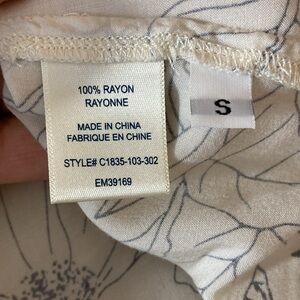 100% RAYON
RAYONNE
MADE IN CHINA
FABRIQUE EN CHINE
STYLE# C1835-103-302
EM39169
S